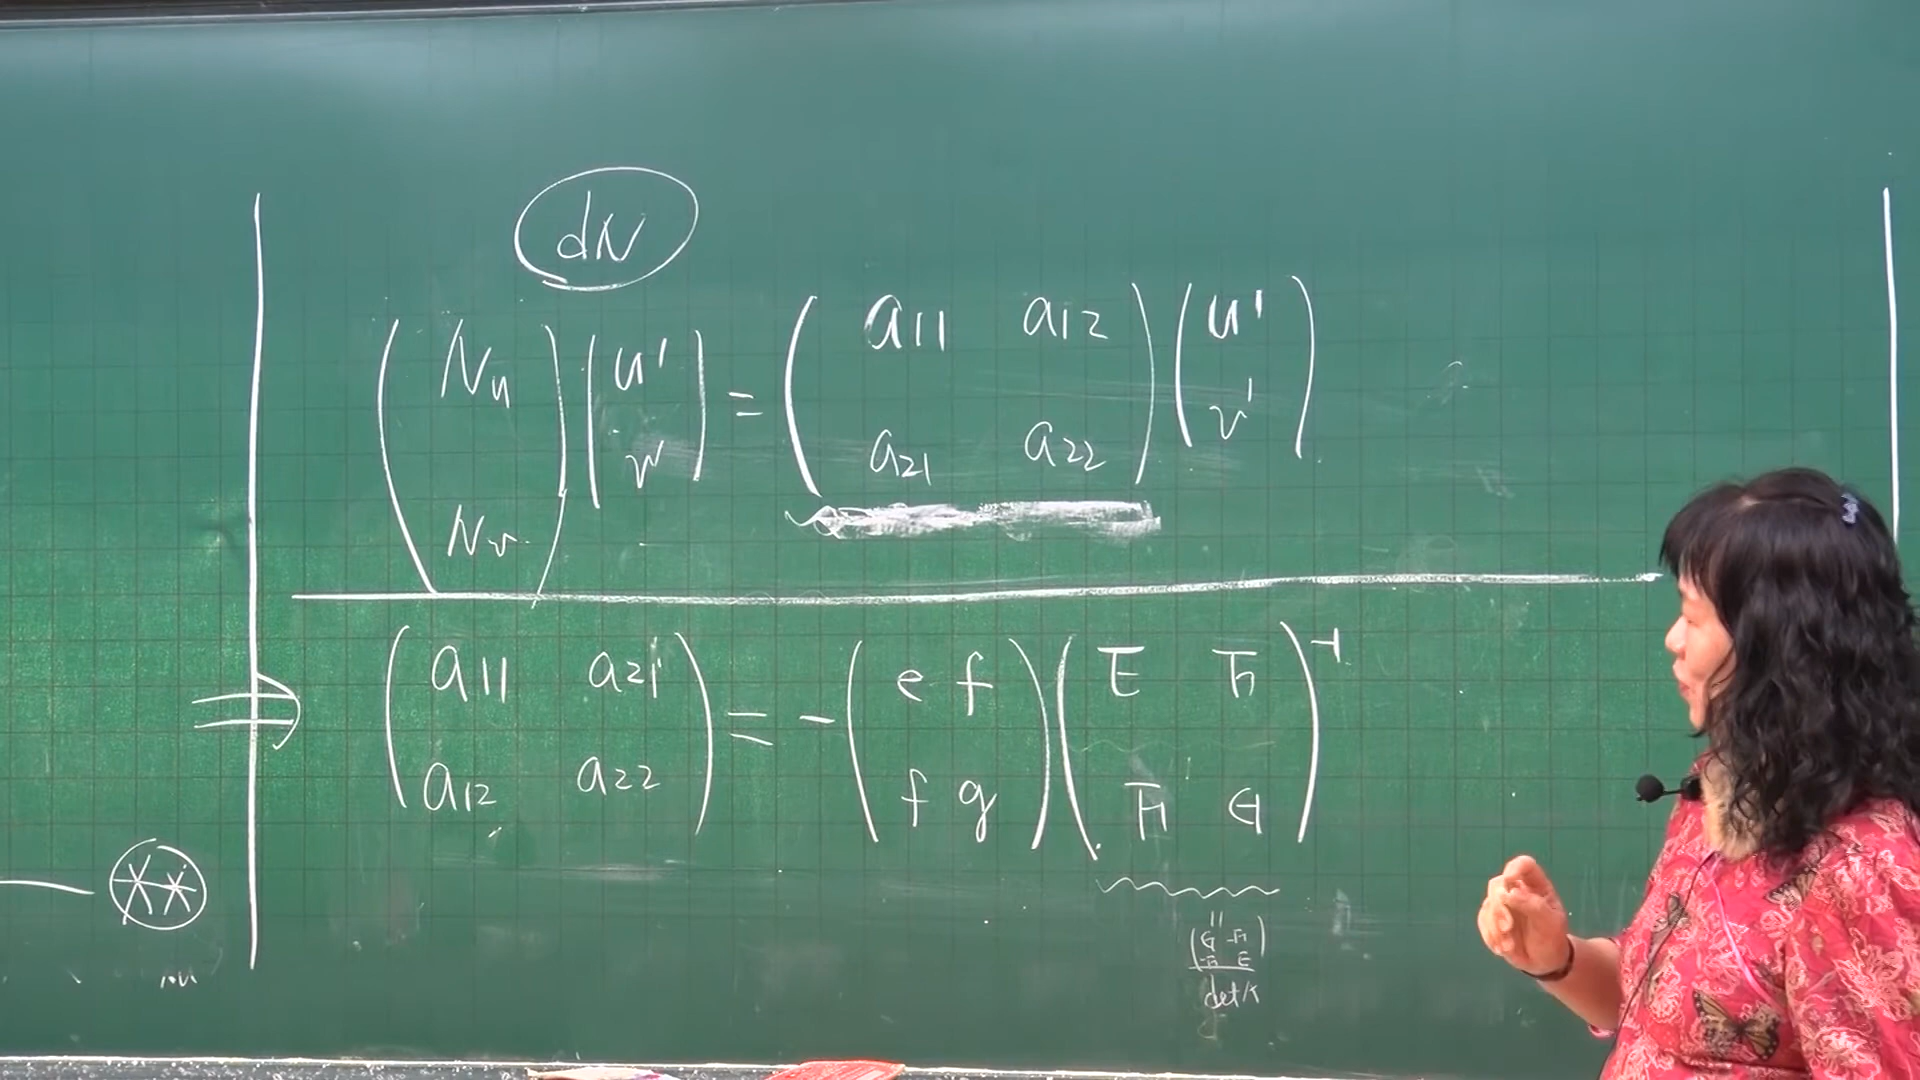 dN
( Nu Nv ) ( u' v' ) = ( a11 a12 a21 a22 ) ( u' v' )
⇒ ( a11 a21 a12 a22 ) = - ( e f f g ) ( E F F G )^-1
**
" ( G -F -F E )
det